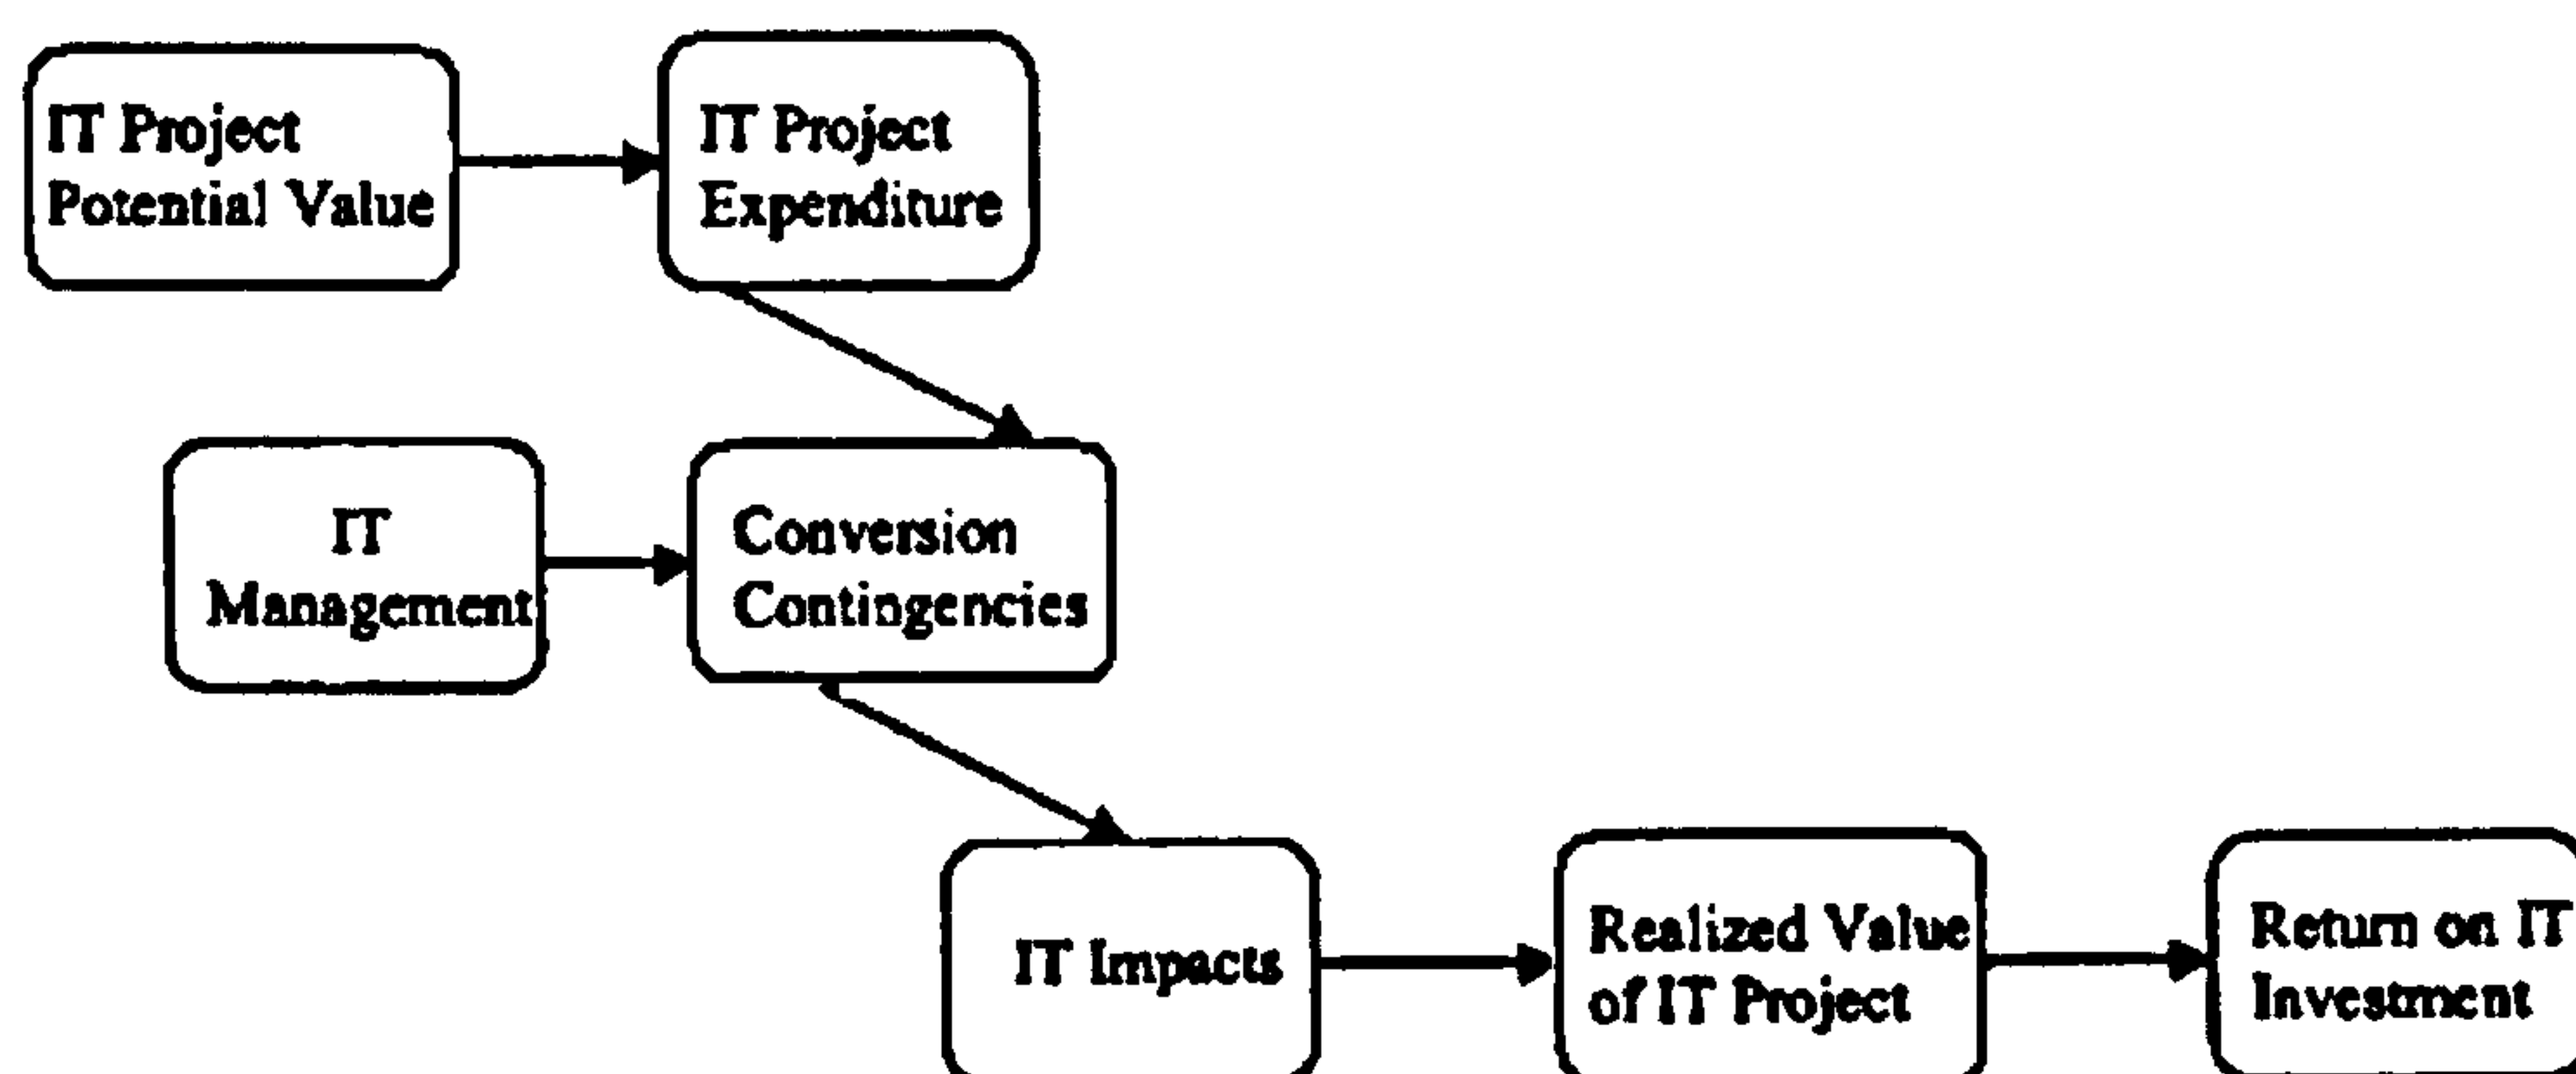 IT Project
Potential Value
IT Project
Expenditure
IT
Management
Conversion
Contingencies
IT Impacts
Realized Value
of IT Project
Return on IT
Investment